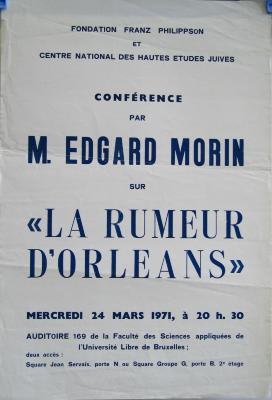 FONDATION FRANZ PHILIPPSON
ET
CENTRE NATIONAL DES HAUTES ETUDES JUIVES
CONFÉRENCE
PAR
M. EDGARD MORIN
SUR
«LA RUMEUR
D'ORLEANS»
MERCREDI 24 MARS 1971, à 20 h. 30
AUDITOIRE 169 de la Faculté des Sciences appliquées de
l'Université Libre de Bruxelles;
deux accès :
Square Jean Servais, porte N ou Square Groupe G, porte B, 2e étage